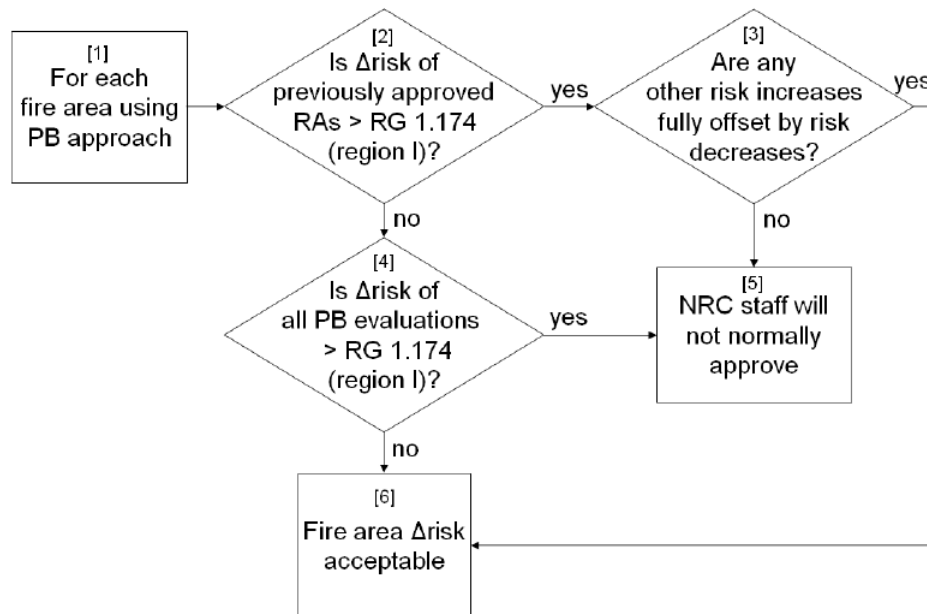 [1]
For each
fire area using
PB approach
[2]
Is Δrisk of
previously approved
RAs > RG 1.174
(region I)?
yes
[3]
Are any
other risk increases
fully offset by risk
decreases?
yes
no
no
[4]
Is Δrisk of
all PB evaluations
> RG 1.174
(region I)?
yes
[5]
NRC staff will
not normally
approve
no
[6]
Fire area Δrisk
acceptable